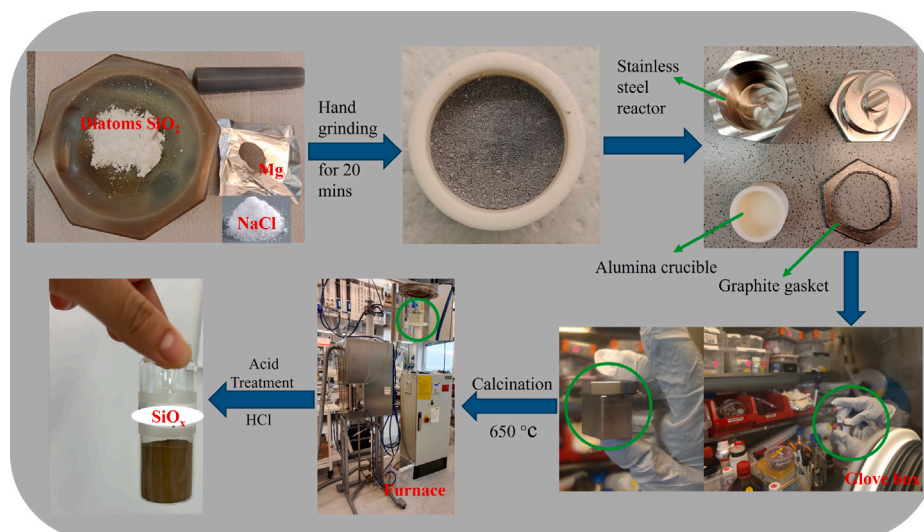 Diatoms SiO₂
Mg
NaCl
Hand
grinding
for 20
mins
Stainless
steel
reactor
Alumina crucible
Graphite gasket
Glove box
Calcination
650 °C
Furnace
Acid
Treatment
HCl
SiOₓ